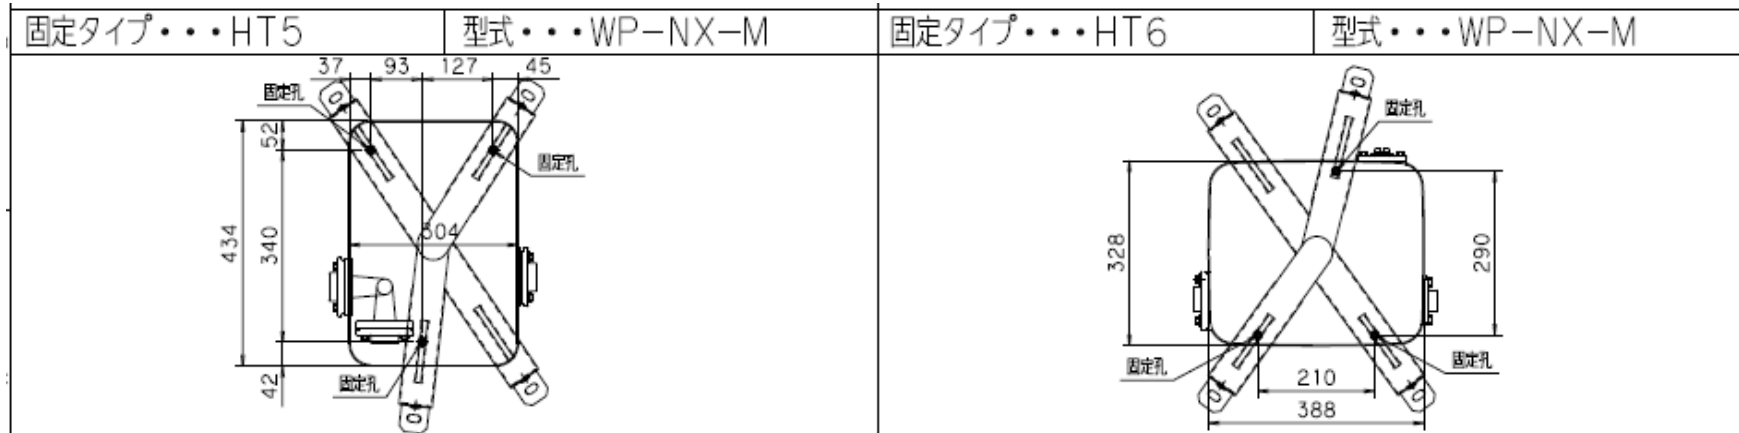 固定タイプ・・・HT5
型式・・・WP-NX-M
37 93 127 45
固定孔
52
固定孔
434
340
304
42
固定孔
固定タイプ・・・HT6
型式・・・WP-NX-M
固定孔
328
290
固定孔
固定孔
210
388